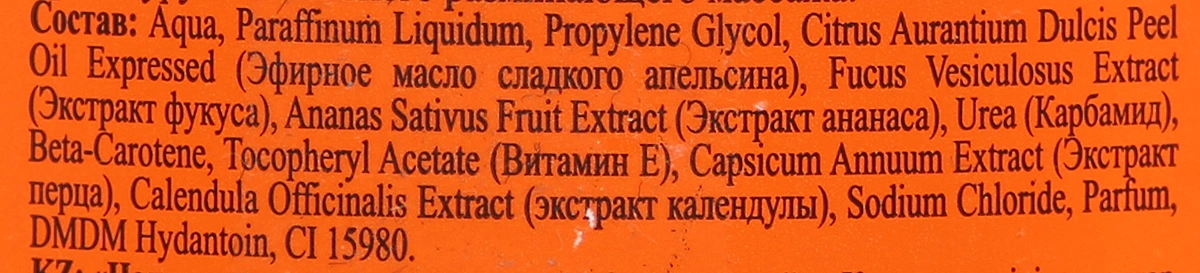 Состав: Aqua, Paraffinum Liquidum, Propylene Glycol, Citrus Aurantium Dulcis Peel
Oil Expressed (Эфирное масло сладкого апельсина), Fucus Vesiculosus Extract
(Экстракт фукуса), Ananas Sativus Fruit Extract (Экстракт ананаса), Urea (Карбамид),
Beta-Carotene, Tocopheryl Acetate (Витамин Е), Capsicum Annuum Extract (Экстракт
перца), Calendula Officinalis Extract (экстракт календулы), Sodium Chloride, Parfum,
DMDM Hydantoin, CI 15980.
KZ: